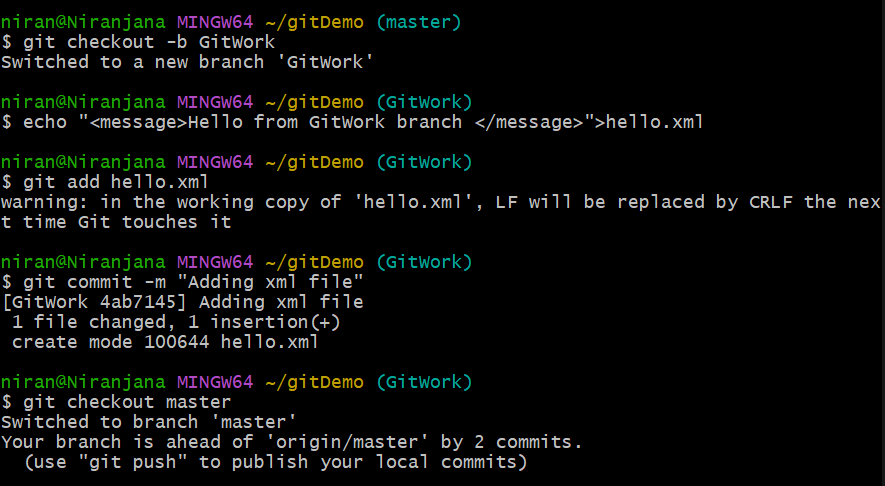 niran@Niranjana MINGW64 ~/gitDemo (master)
$ git checkout -b GitWork
Switched to a new branch 'GitWork'
niran@Niranjana MINGW64 ~/gitDemo (GitWork)
$ echo "<message>Hello from GitWork branch </message>">hello.xml
niran@Niranjana MINGW64 ~/gitDemo (GitWork)
$ git add hello.xml
warning: in the working copy of 'hello.xml', LF will be replaced by CRLF the nex
t time Git touches it
niran@Niranjana MINGW64 ~/gitDemo (GitWork)
$ git commit -m "Adding xml file"
[GitWork 4ab7145] Adding xml file
 1 file changed, 1 insertion(+)
 create mode 100644 hello.xml
niran@Niranjana MINGW64 ~/gitDemo (GitWork)
$ git checkout master
Switched to branch 'master'
Your branch is ahead of 'origin/master' by 2 commits.
  (use "git push" to publish your local commits)